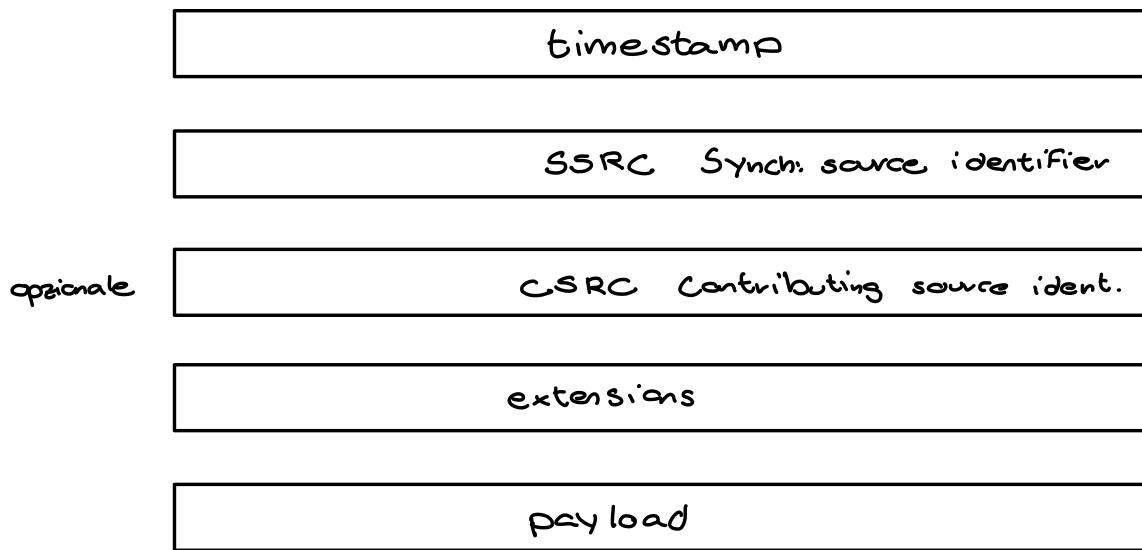 timestamp
SSRC Synch. source identifier
opzionale CSRC Contributing source ident.
extensions
payload